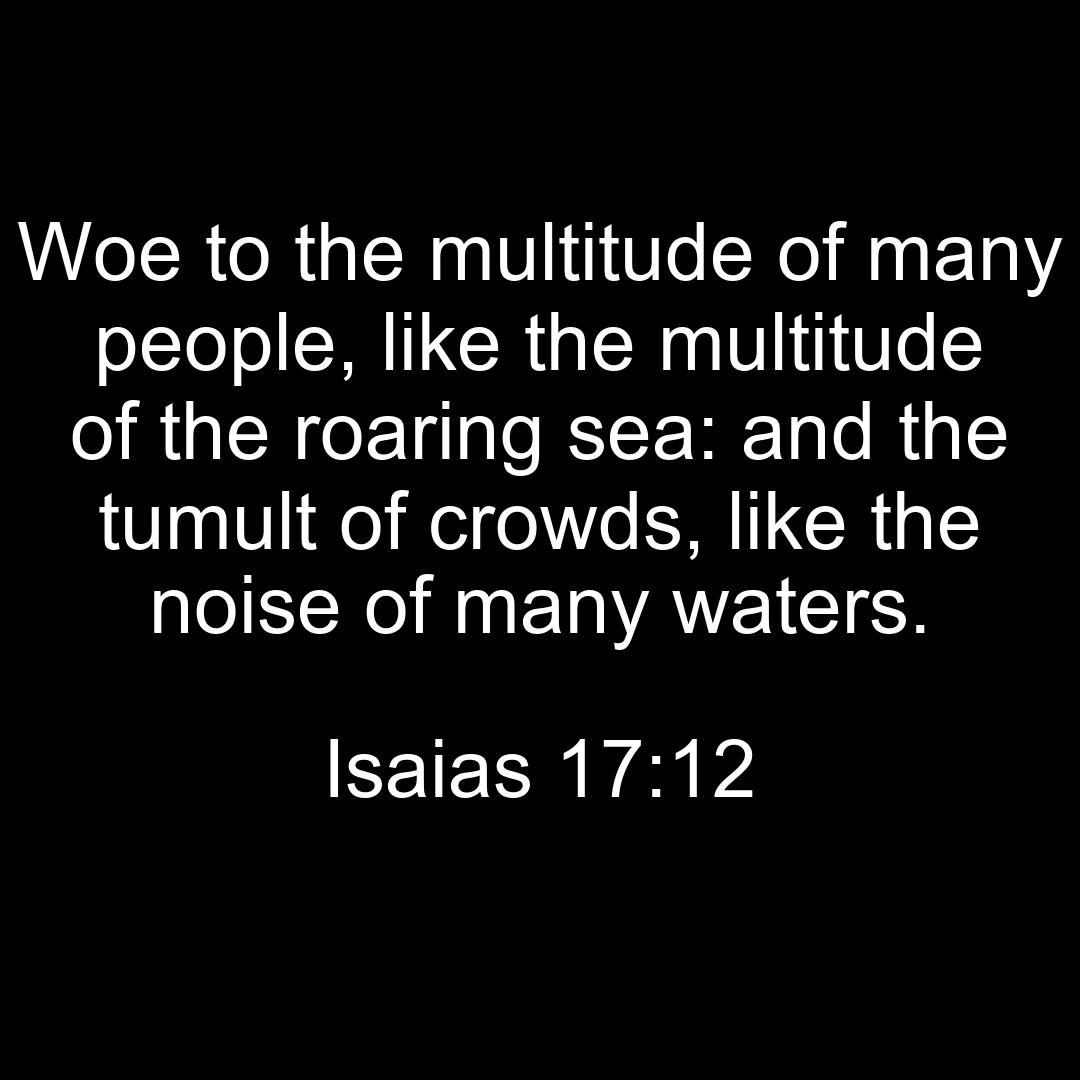 Woe to the multitude of many
people, like the multitude
of the roaring sea: and the
tumult of crowds, like the
noise of many waters.
Isaias 17:12